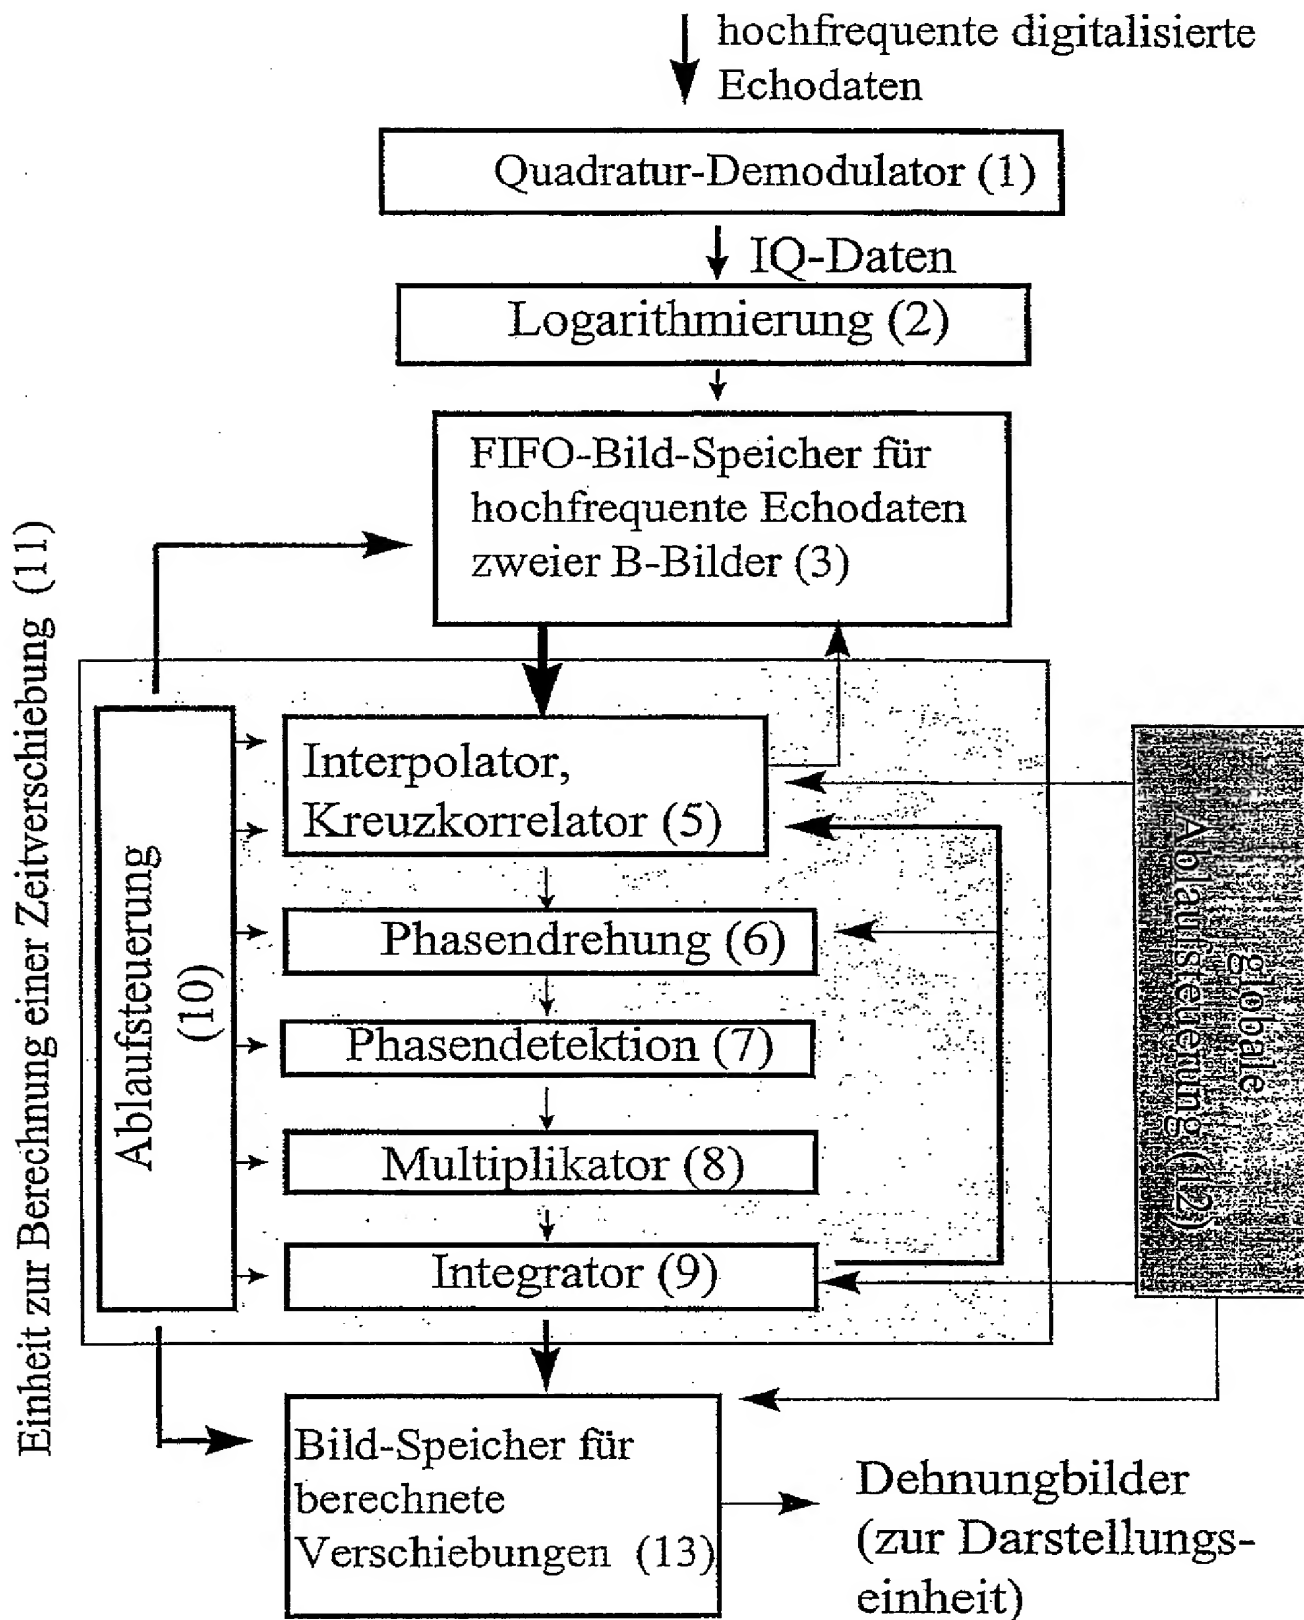 hochfrequente digitalisierte
Echodaten
Quadratur-Demodulator (1)
IQ-Daten
Logarithmierung (2)
FIFO-Bild-Speicher für
hochfrequente Echodaten
zweier B-Bilder (3)
Einheit zur Berechnung einer Zeitverschiebung (11)
Ablaufsteuerung
(10)
Interpolator,
Kreuzkorrelator (5)
Phasendrehung (6)
Phasendetektion (7)
Multiplikator (8)
Integrator (9)
globale
Ablaufsteuerung (12)
Bild-Speicher für
berechnete
Verschiebungen (13)
Dehnungbilder
(zur Darstellungs-
einheit)